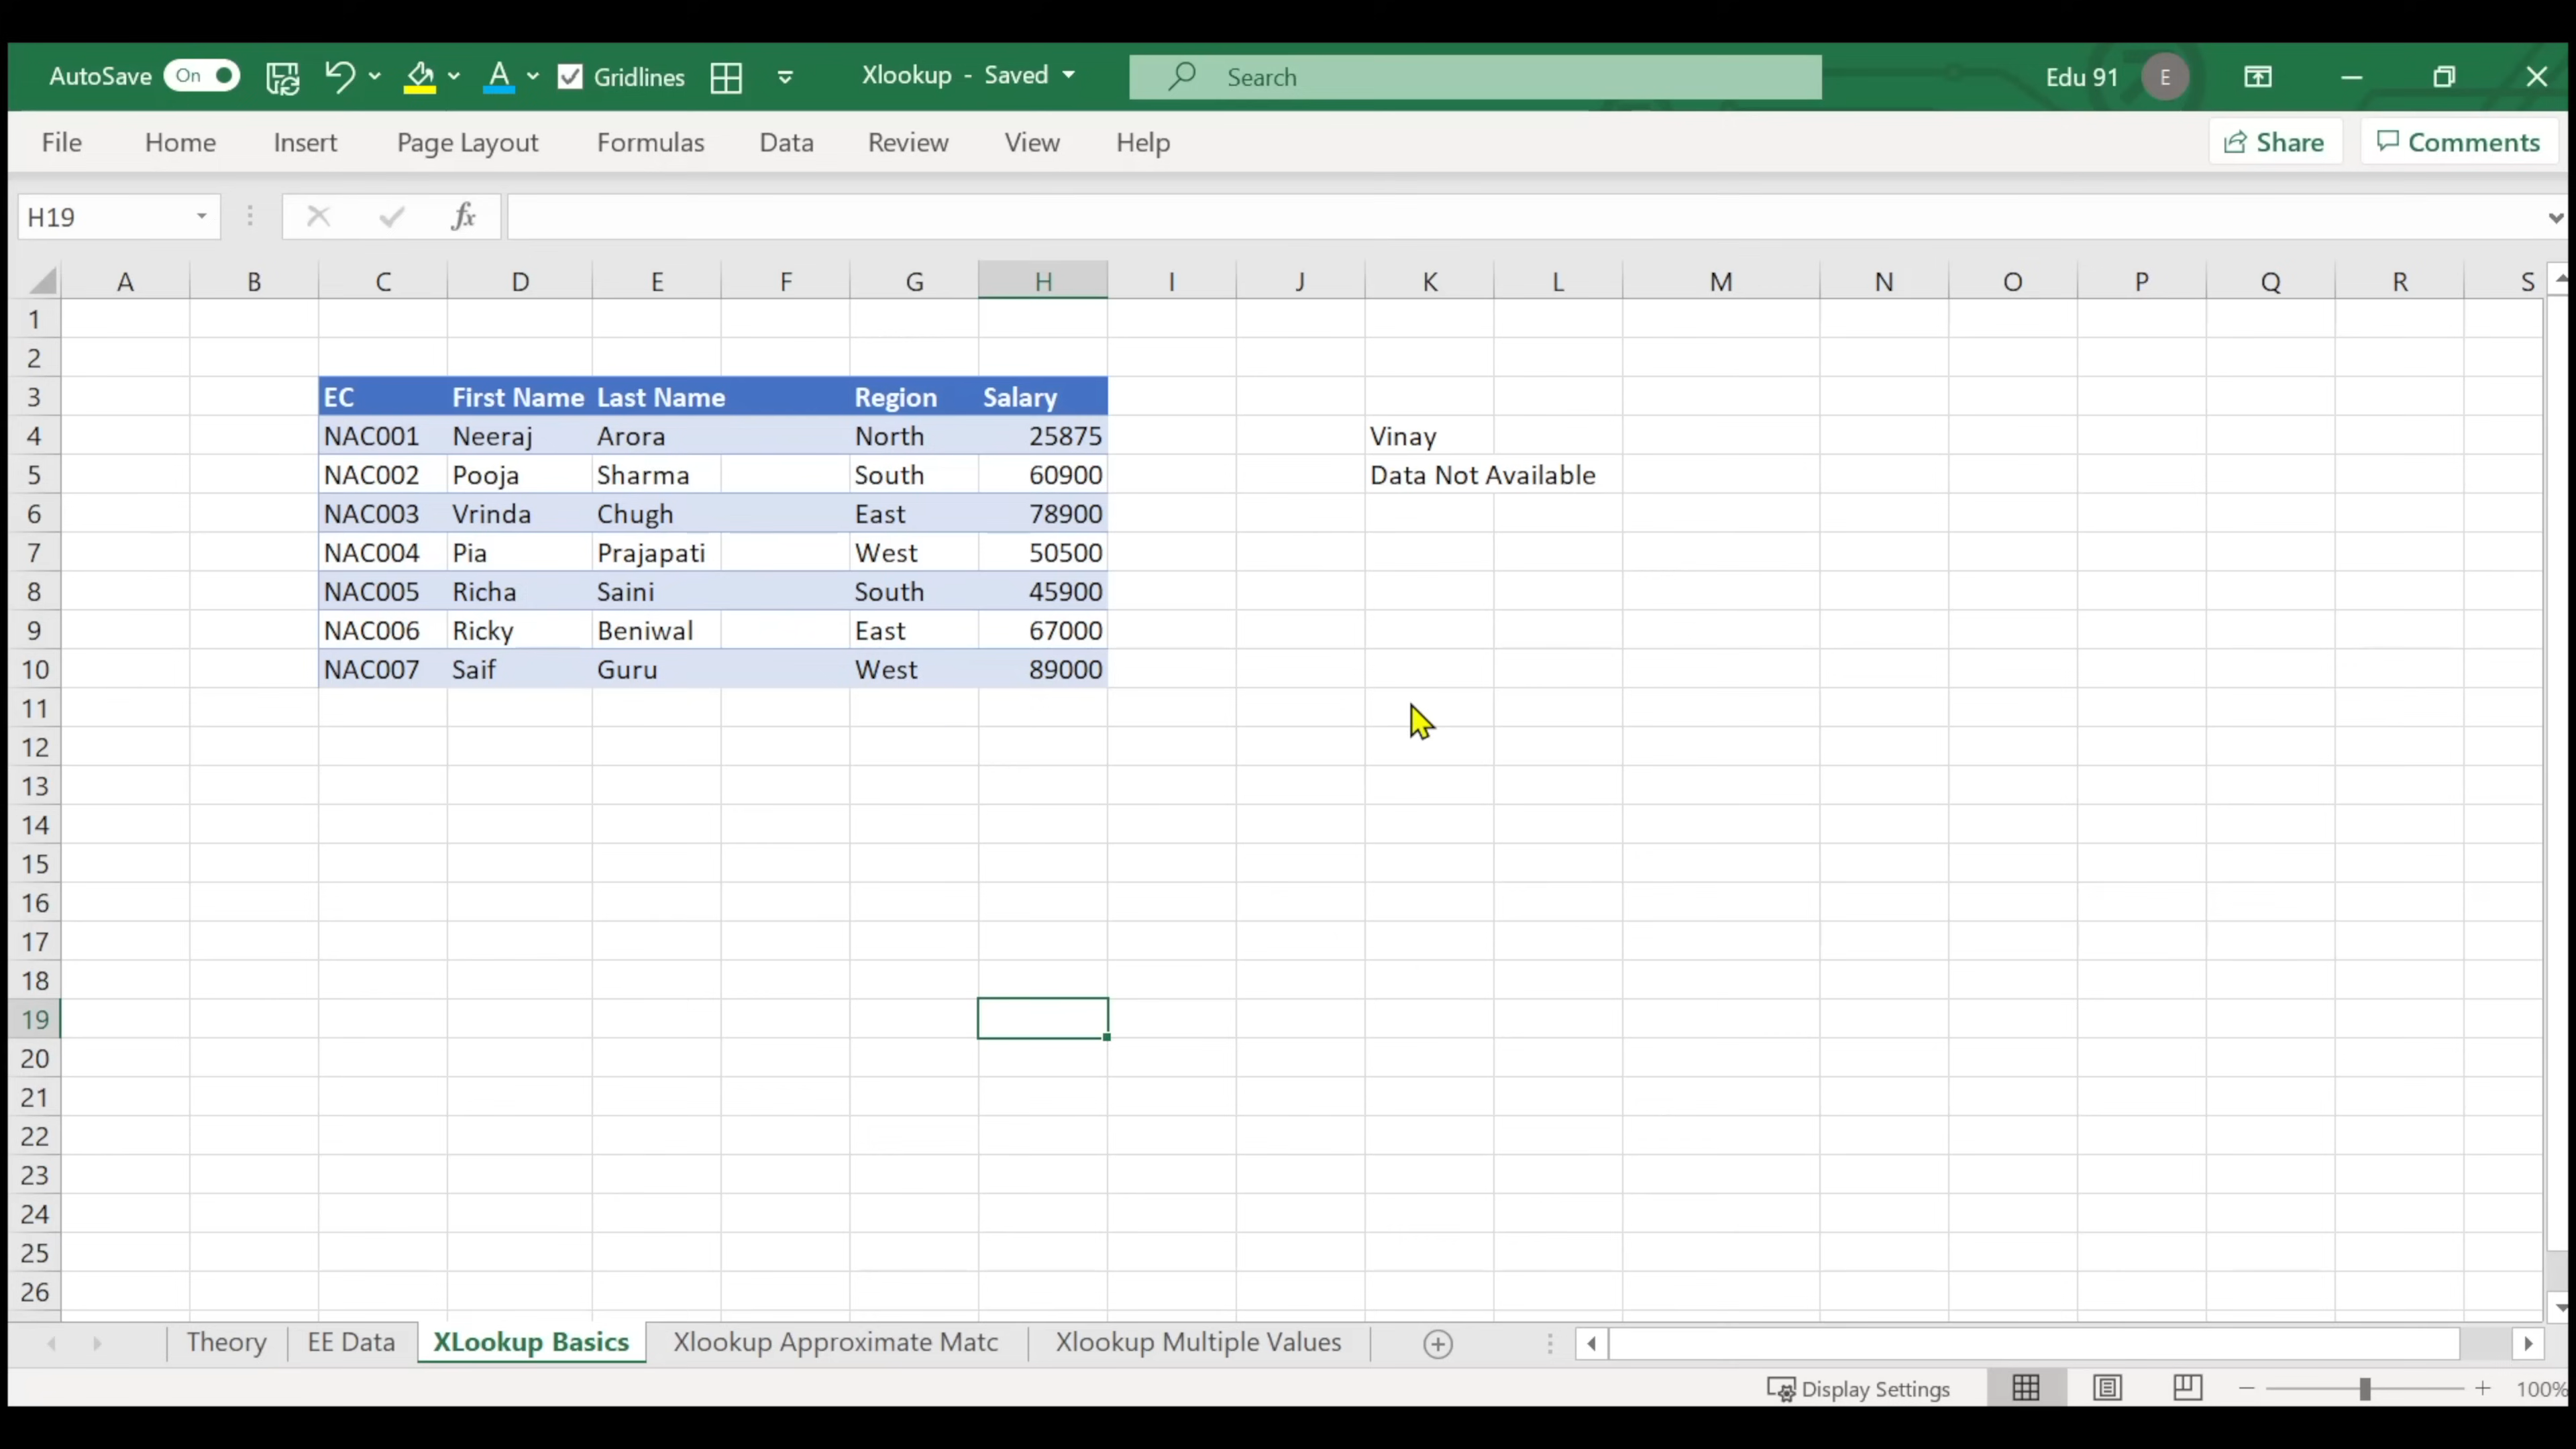 AutoSave On Gridlines Xlookup - Saved Search Edu 91 E
File Home Insert Page Layout Formulas Data Review View Help Share Comments
H19 fx
A B C D E F G H I J K L M N O P Q R S
1
2
3 EC First Name Last Name Region Salary
4 NAC001 Neeraj Arora North 25875 Vinay
5 NAC002 Pooja Sharma South 60900 Data Not Available
6 NAC003 Vrinda Chugh East 78900
7 NAC004 Pia Prajapati West 50500
8 NAC005 Richa Saini South 45900
9 NAC006 Ricky Beniwal East 67000
10 NAC007 Saif Guru West 89000
11
12
13
14
15
16
17
18
19
20
21
22
23
24
25
26
Theory EE Data XLookup Basics Xlookup Approximate Matc Xlookup Multiple Values
Display Settings 100%